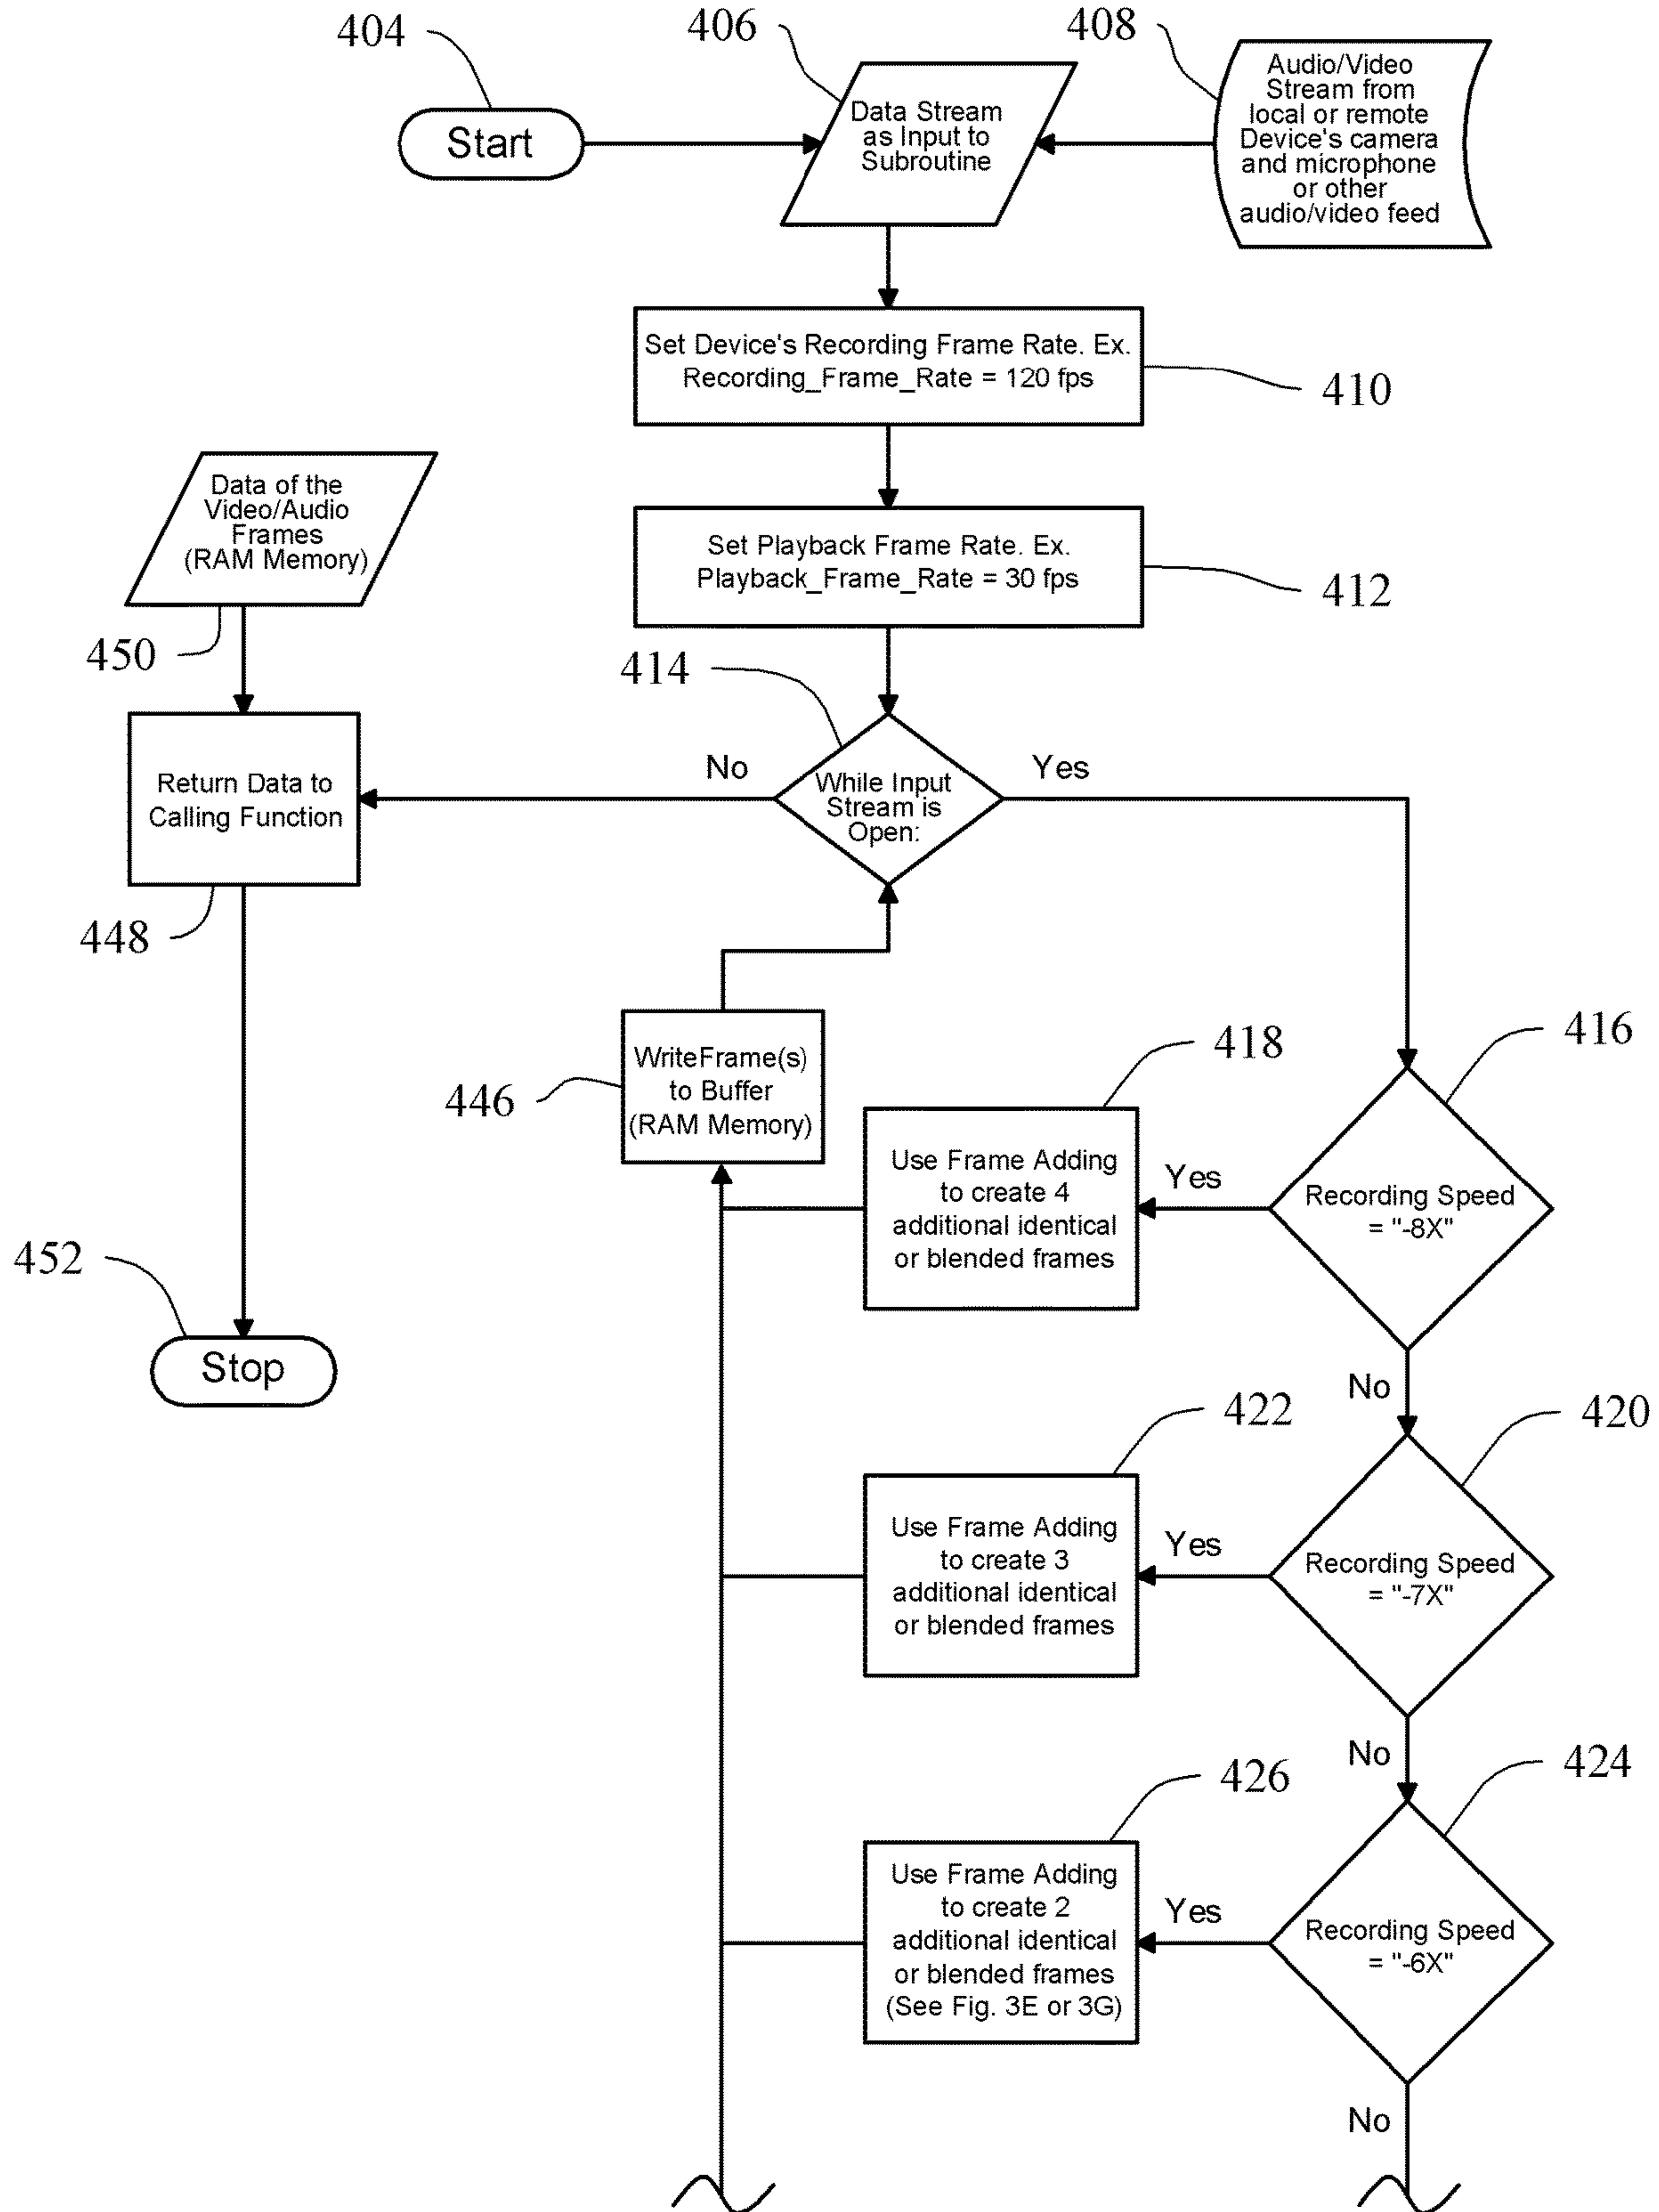 404
406
408
Start
Data Stream
as Input to
Subroutine
Audio/Video
Stream from
local or remote
Device's camera
and microphone
or other
audio/video feed
Set Device's Recording Frame Rate. Ex.
Recording_Frame_Rate = 120 fps
410
Data of the
Video/Audio
Frames
(RAM Memory)
450
Set Playback Frame Rate. Ex.
Playback_Frame_Rate = 30 fps
412
414
No
Yes
While Input
Stream is
Open:
Return Data to
Calling Function
448
WriteFrame(s)
to Buffer
(RAM Memory)
446
418
416
Use Frame Adding
to create 4
additional identical
or blended frames
Yes
Recording Speed
= "-8X"
No
452
Stop
422
420
Use Frame Adding
to create 3
additional identical
or blended frames
Yes
Recording Speed
= "-7X"
No
426
424
Use Frame Adding
to create 2
additional identical
or blended frames
(See Fig. 3E or 3G)
Yes
Recording Speed
= "-6X"
No